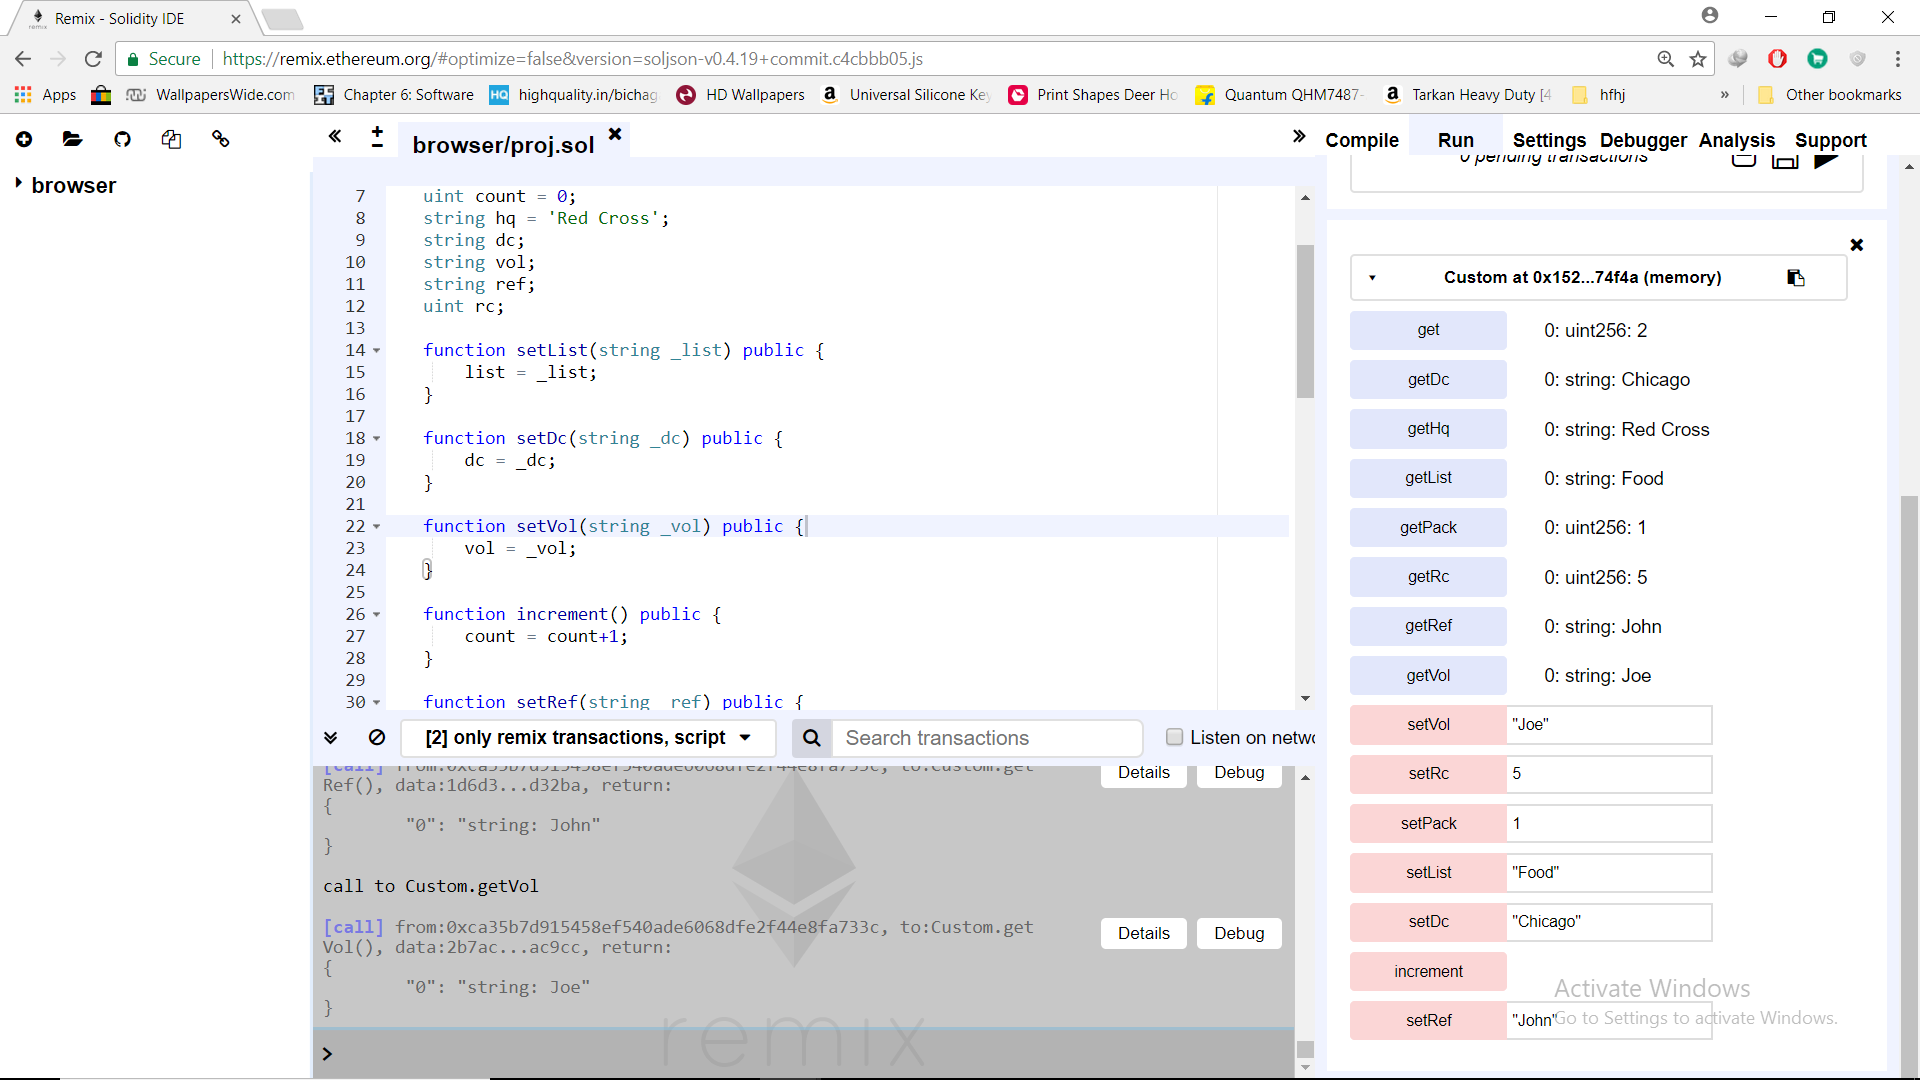 Remix - Solidity IDE
Secure https://remix.ethereum.org/#optimize=false&version=soljson-v0.4.19+commit.c4cbbb05.js
Apps WallpapersWide.com Chapter 6: Software HQ highquality.in/bichag HD Wallpapers Universal Silicone Key Print Shapes Deer Ho Quantum QHM7487- Tarkan Heavy Duty [4 hfhj » Other bookmarks
browser/proj.sol
Compile Run Settings Debugger Analysis Support
browser
0 pending transactions
7 uint count = 0;
8 string hq = 'Red Cross';
9 string dc;
10 string vol;
11 string ref;
12 uint rc;
13
14 function setList(string _list) public {
15 list = _list;
16 }
17
18 function setDc(string _dc) public {
19 dc = _dc;
20 }
21
22 function setVol(string _vol) public {
23 vol = _vol;
24 }
25
26 function increment() public {
27 count = count+1;
28 }
29
30 function setRef(string _ref) public {
[2] only remix transactions, script
Search transactions
Listen on netwo
[call] from:0xca35b7d915458ef540ade6068dfe2f44e8fa733c, to:Custom.get
Ref(), data:1d6d3...d32ba, return:
{
"0": "string: John"
}
Details Debug
call to Custom.getVol
[call] from:0xca35b7d915458ef540ade6068dfe2f44e8fa733c, to:Custom.get
Vol(), data:2b7ac...ac9cc, return:
{
"0": "string: Joe"
}
Details Debug
remix
>
Custom at 0x152...74f4a (memory)
get 0: uint256: 2
getDc 0: string: Chicago
getHq 0: string: Red Cross
getList 0: string: Food
getPack 0: uint256: 1
getRc 0: uint256: 5
getRef 0: string: John
getVol 0: string: Joe
setVol "Joe"
setRc 5
setPack 1
setList "Food"
setDc "Chicago"
increment
setRef "John"
Activate Windows
Go to Settings to activate Windows.